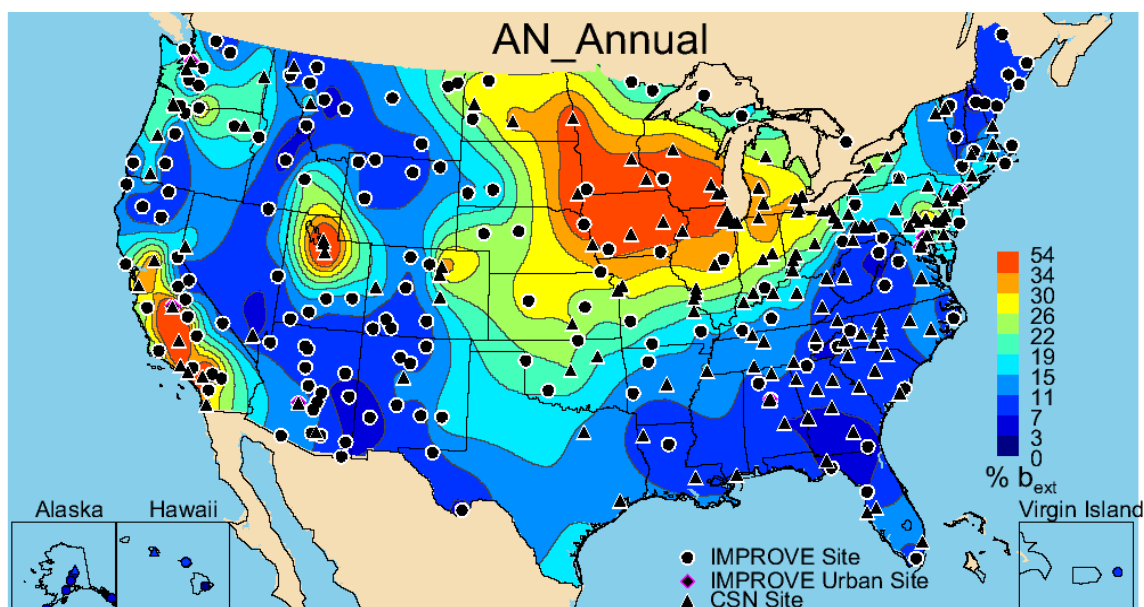 AN_Annual
54
34
30
26
22
19
15
11
7
3
0
% bext
Alaska
Hawaii
Virgin Island
IMPROVE Site
IMPROVE Urban Site
CSN Site